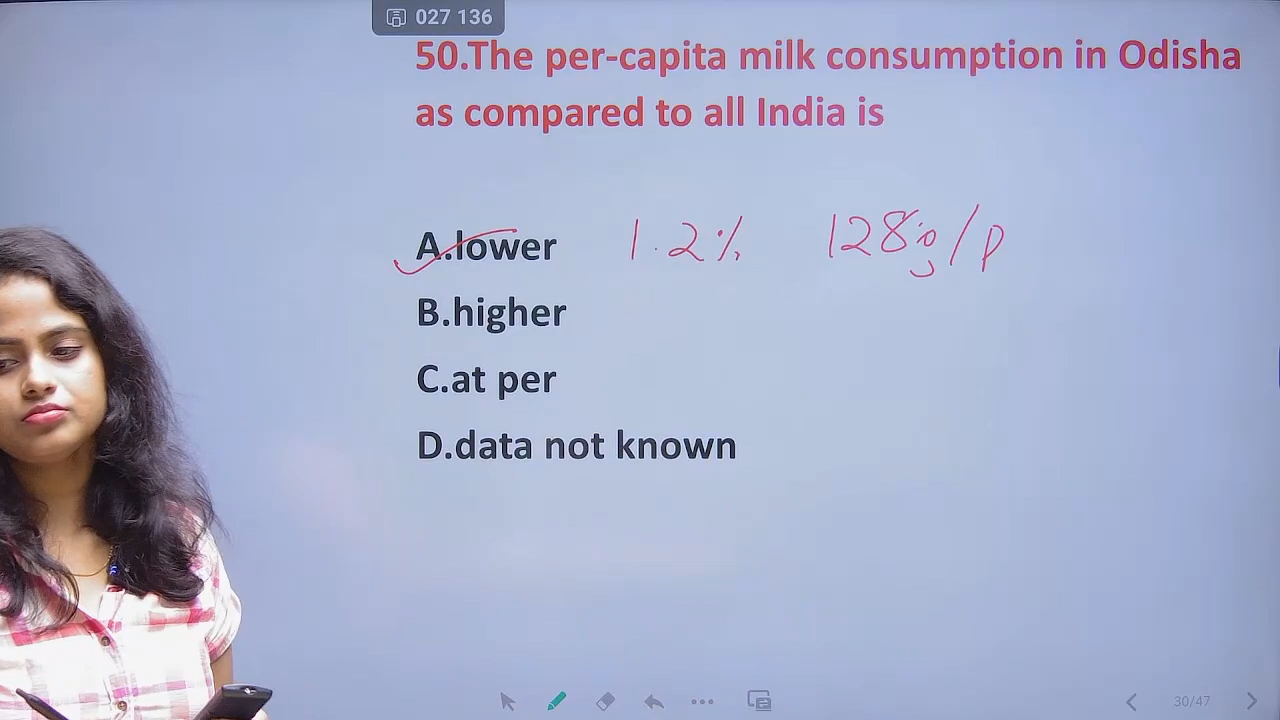 027 136
50.The per-capita milk consumption in Odisha
as compared to all India is
A.lower 1.2% 128g/p
B.higher
C.at per
D.data not known
30/47